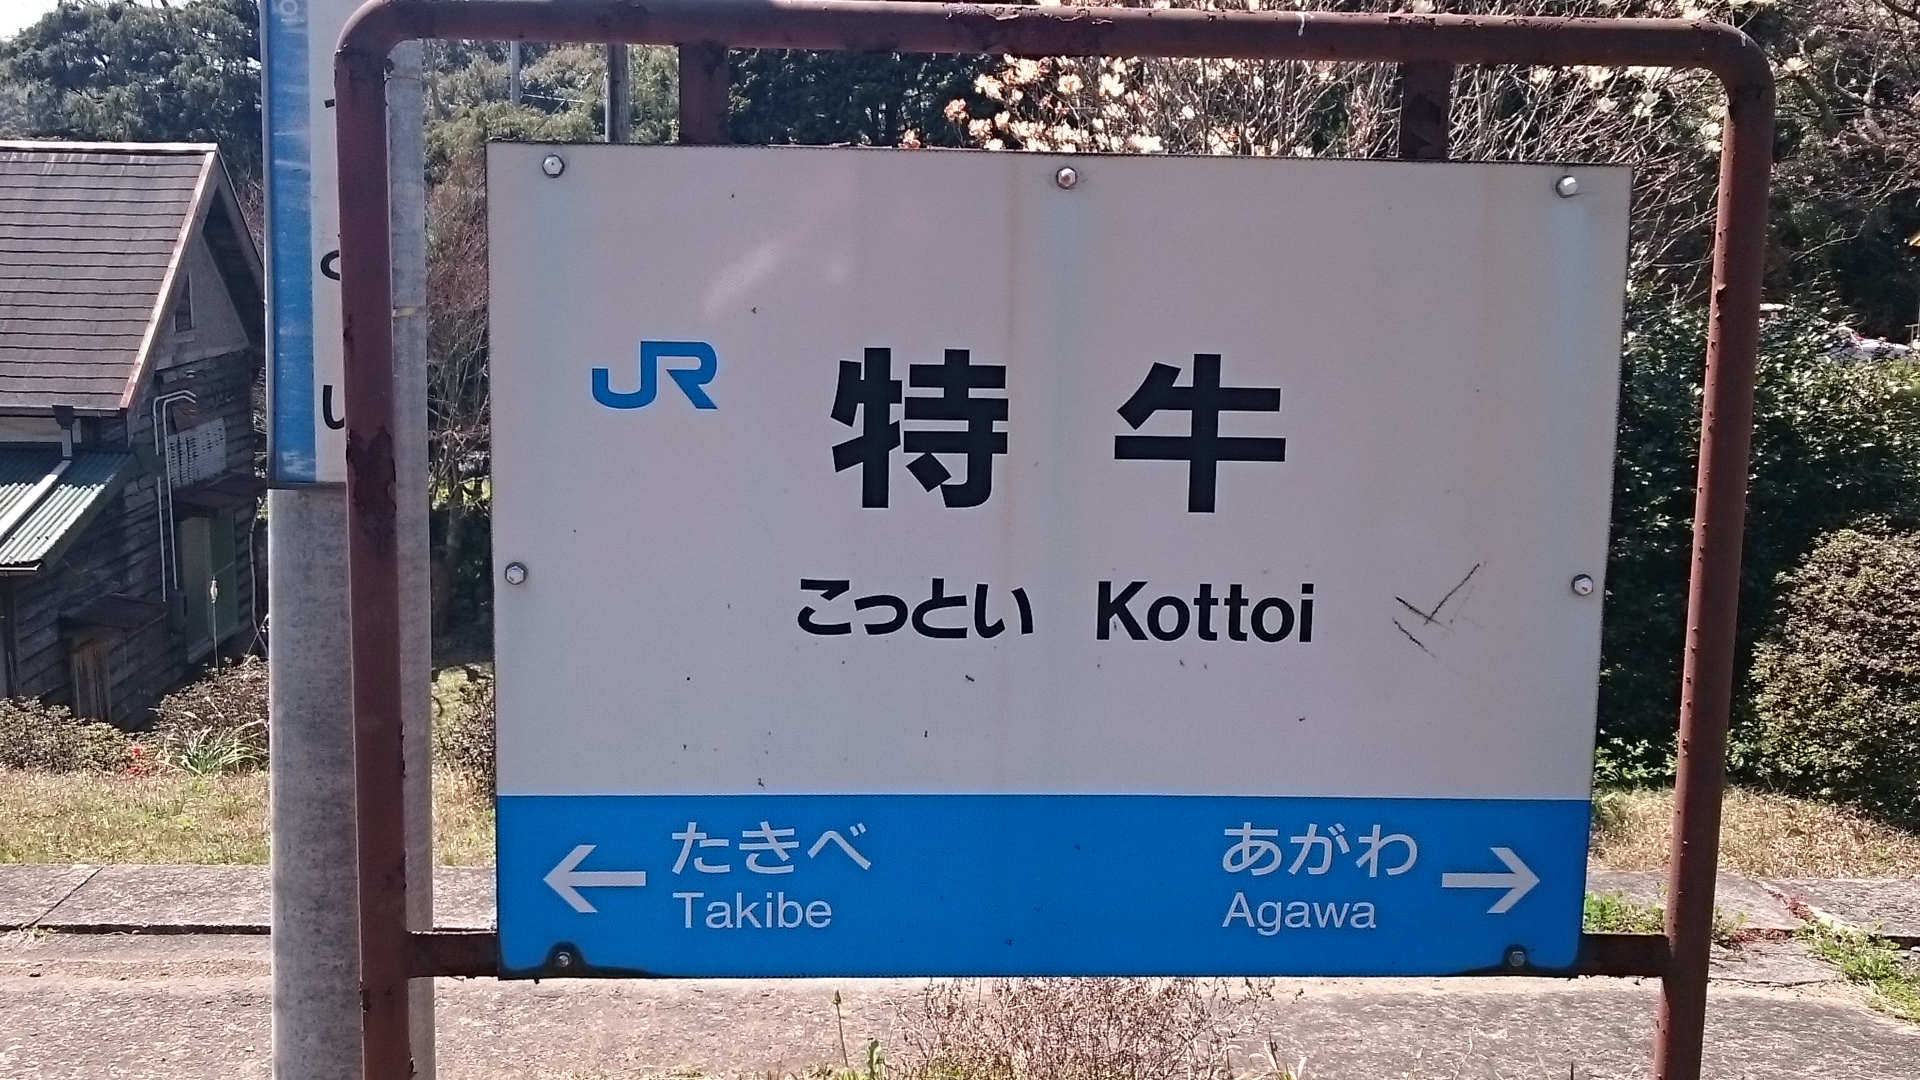 JR 特牛
こっとい Kottoi
← たきべ
Takibe
あがわ →
Agawa